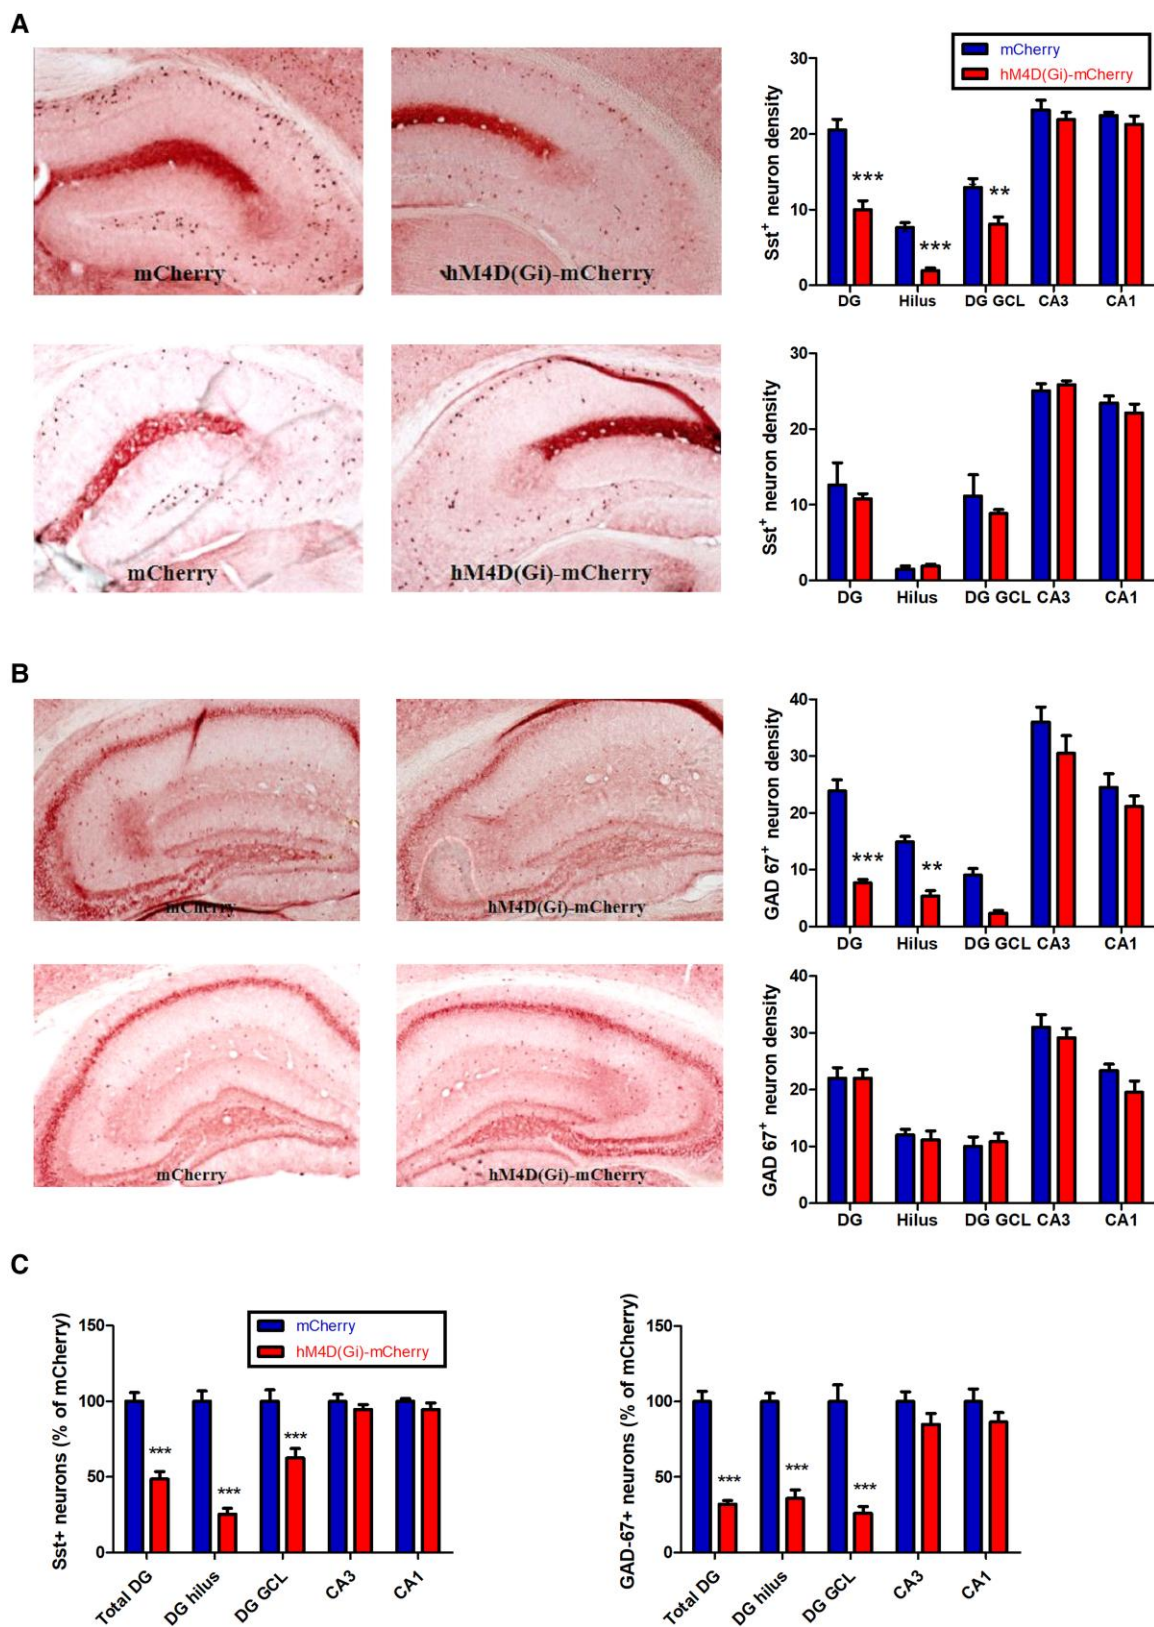 A
mCherry
hM4D(Gi)-mCherry
mCherry
hM4D(Gi)-mCherry
Sst+ neuron density
30
20
10
0
DG
Hilus
DG GCL
CA3
CA1
***
***
**
mCherry
hM4D(Gi)-mCherry
Sst+ neuron density
30
20
10
0
DG
Hilus
DG GCL
CA3
CA1
B
mCherry
hM4D(Gi)-mCherry
GAD 67+ neuron density
40
30
20
10
0
DG
Hilus
DG GCL
CA3
CA1
***
**
mCherry
hM4D(Gi)-mCherry
GAD 67+ neuron density
40
30
20
10
0
DG
Hilus
DG GCL
CA3
CA1
C
mCherry
hM4D(Gi)-mCherry
Sst+ neurons (% of mCherry)
150
100
50
0
***
***
***
Total DG
DG hilus
DG GCL
CA3
CA1
GAD-67+ neurons (% of mCherry)
150
100
50
0
***
***
***
Total DG
DG hilus
DG GCL
CA3
CA1